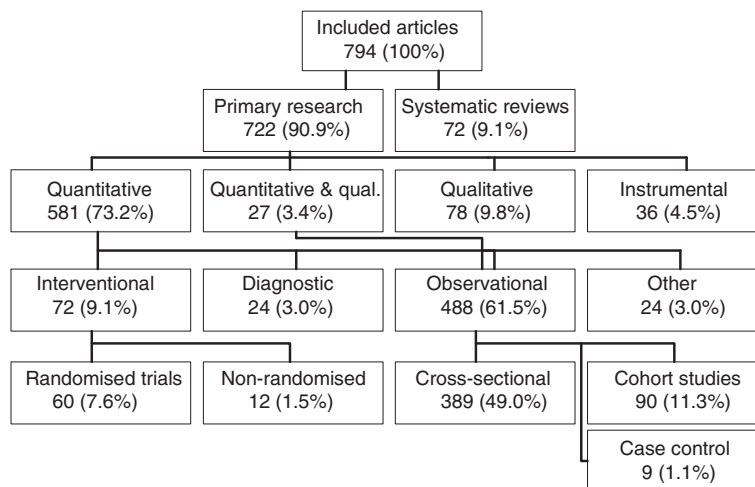 Included articles
794 (100%)
Primary research
722 (90.9%)
Systematic reviews
72 (9.1%)
Quantitative
581 (73.2%)
Quantitative & qual.
27 (3.4%)
Qualitative
78 (9.8%)
Instrumental
36 (4.5%)
Interventional
72 (9.1%)
Diagnostic
24 (3.0%)
Observational
488 (61.5%)
Other
24 (3.0%)
Randomised trials
60 (7.6%)
Non-randomised
12 (1.5%)
Cross-sectional
389 (49.0%)
Cohort studies
90 (11.3%)
Case control
9 (1.1%)